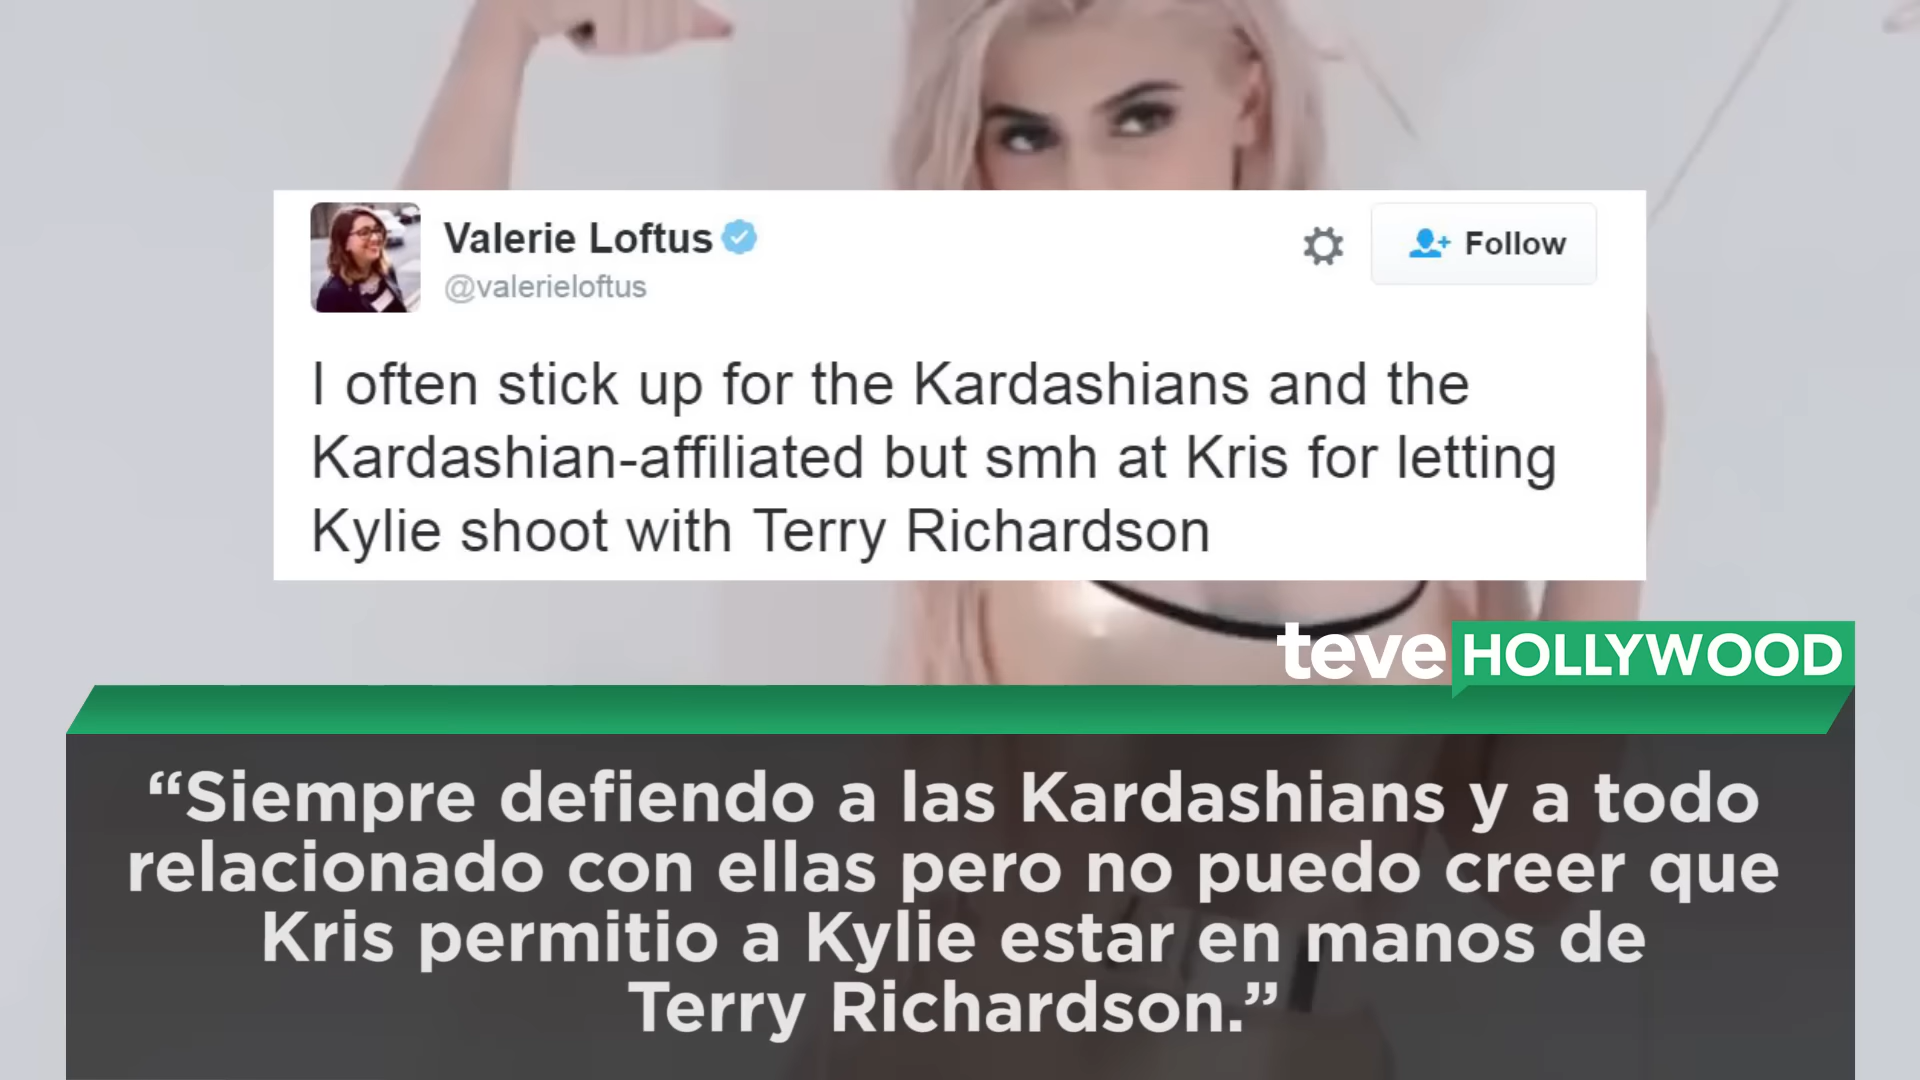 Valerie Loftus
@valerieloftus
Follow
I often stick up for the Kardashians and the
Kardashian-affiliated but smh at Kris for letting
Kylie shoot with Terry Richardson
teve HOLLYWOOD
“Siempre defiendo a las Kardashians y a todo
relacionado con ellas pero no puedo creer que
Kris permitio a Kylie estar en manos de
Terry Richardson.”